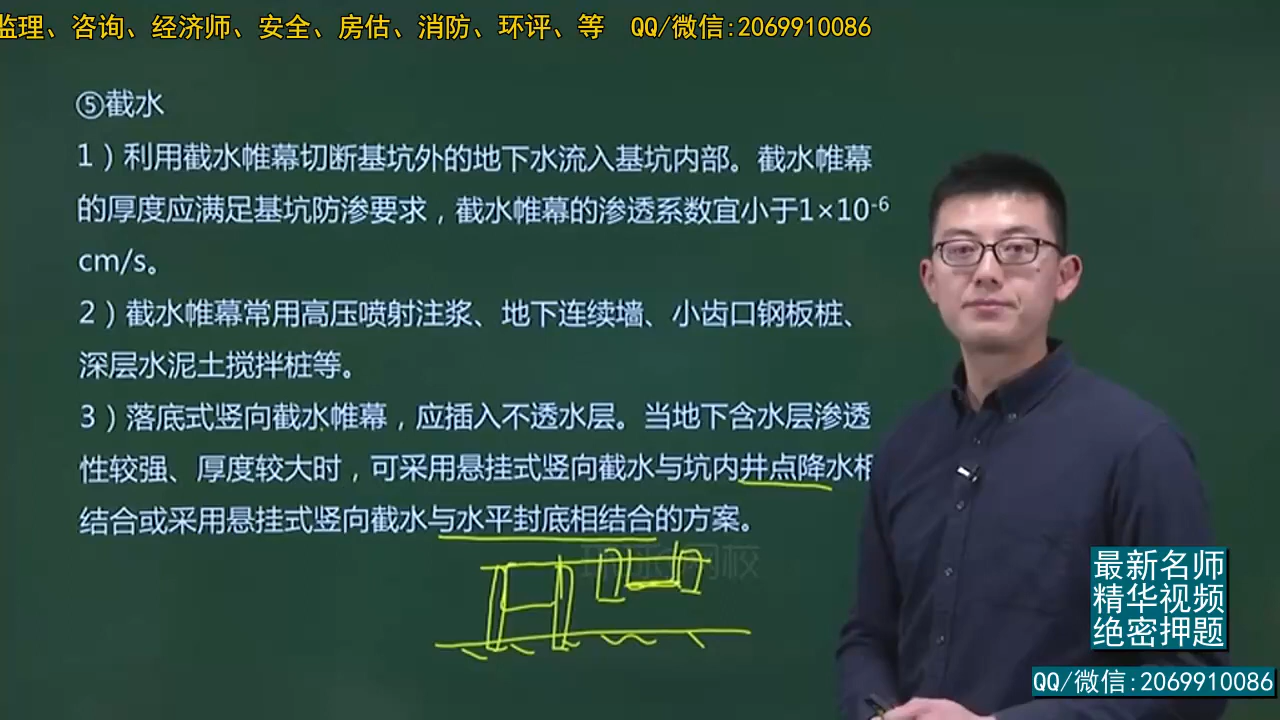 监理、咨询、经济师、安全、房估、消防、环评、等 QQ/微信:2069910086
⑤截水
1）利用截水帷幕切断基坑外的地下水流入基坑内部。截水帷幕
的厚度应满足基坑防渗要求，截水帷幕的渗透系数宜小于1×10⁻⁶
cm/s。
2）截水帷幕常用高压喷射注浆、地下连续墙、小齿口钢板桩、
深层水泥土搅拌桩等。
3）落底式竖向截水帷幕，应插入不透水层。当地下含水层渗透
性较强、厚度较大时，可采用悬挂式竖向截水与坑内井点降水相
结合或采用悬挂式竖向截水与水平封底相结合的方案。
最新名师
精华视频
绝密押题
QQ/微信:2069910086